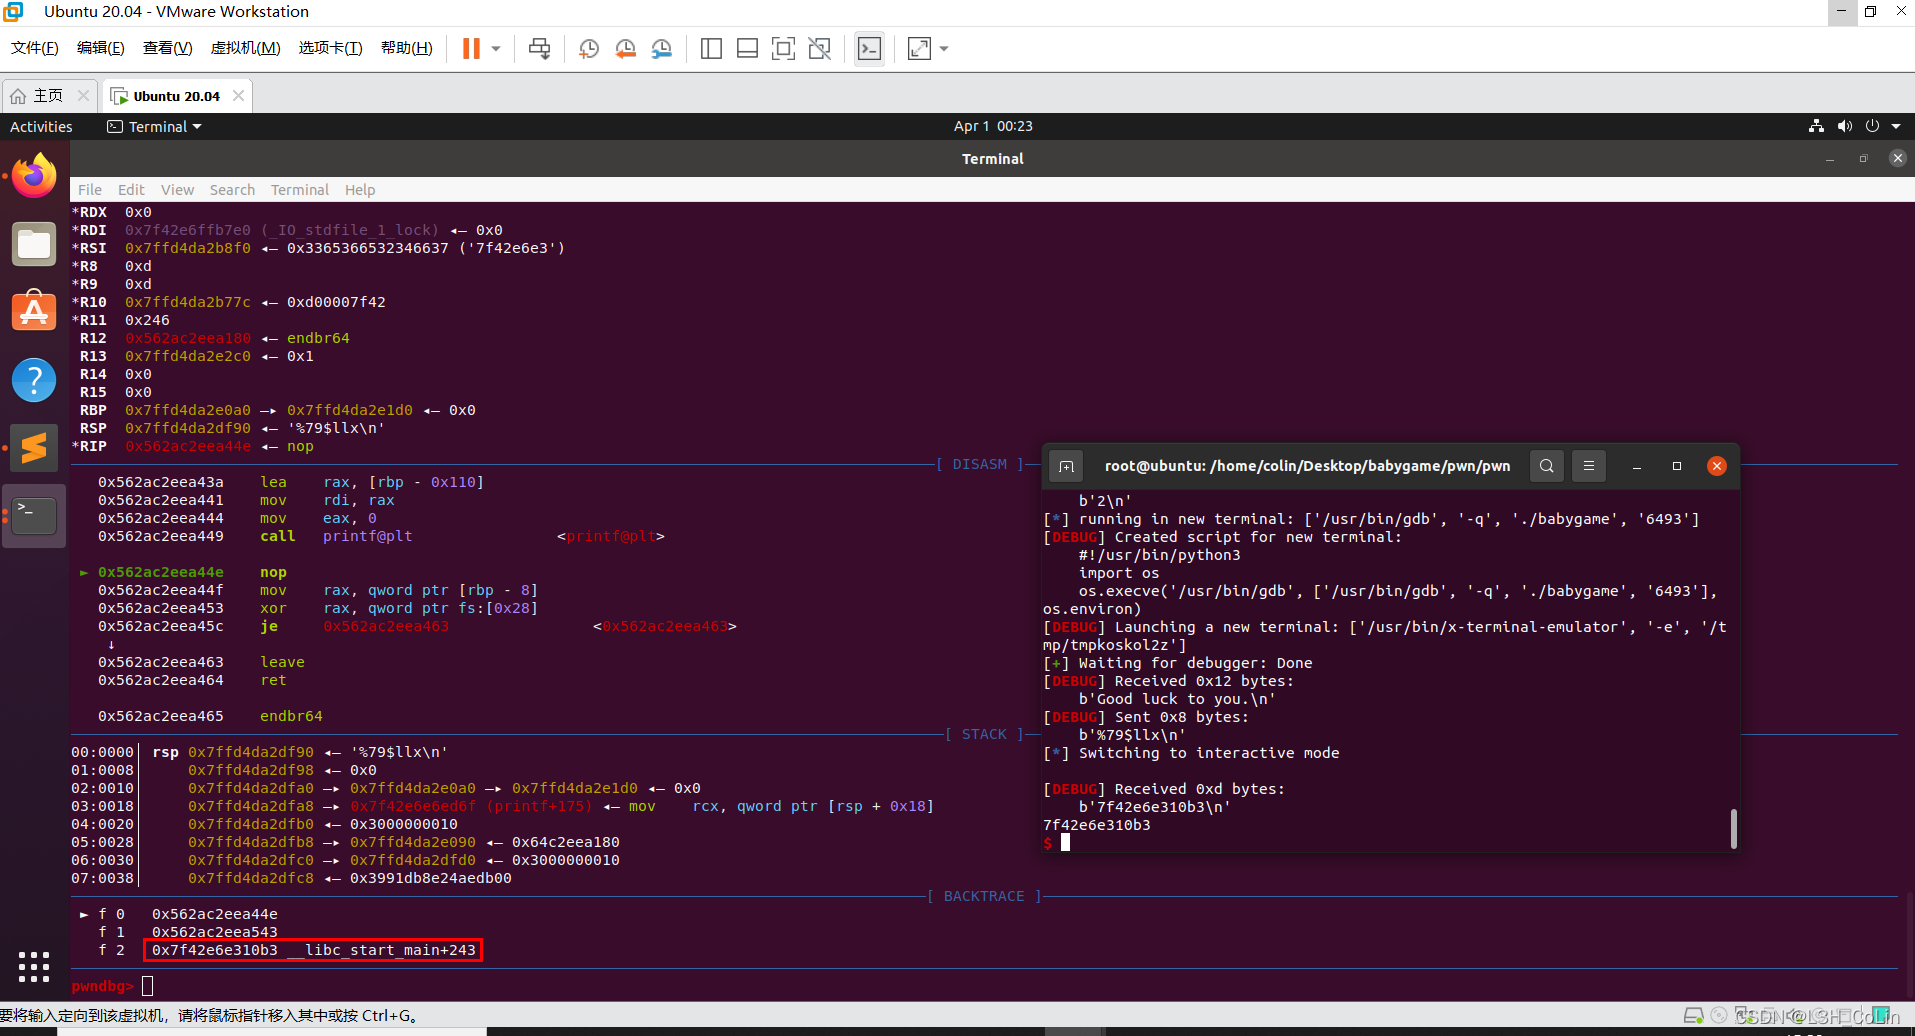 Ubuntu 20.04 - VMware Workstation
文件(F) 编辑(E) 查看(V) 虚拟机(M) 选项卡(T) 帮助(H)
主页 Ubuntu 20.04
Activities Terminal Apr 1 00:23
Terminal
File Edit View Search Terminal Help
*RDX 0x0
*RDI 0x7f42e6ffb7e0 (_IO_stdfile_1_lock) ◂— 0x0
*RSI 0x7ffd4da2b8f0 ◂— 0x3365366532346637 ('7f42e6e3')
*R8 0xd
*R9 0xd
*R10 0x7ffd4da2b77c ◂— 0xd00007f42
*R11 0x246
R12 0x562ac2eea180 ◂— endbr64
R13 0x7ffd4da2e2c0 ◂— 0x1
R14 0x0
R15 0x0
RBP 0x7ffd4da2e0a0 —▸ 0x7ffd4da2e1d0 ◂— 0x0
RSP 0x7ffd4da2df90 ◂— '%79$llx\n'
*RIP 0x562ac2eea44e ◂— nop
[ DISASM ]
0x562ac2eea43a lea rax, [rbp - 0x110]
0x562ac2eea441 mov rdi, rax
0x562ac2eea444 mov eax, 0
0x562ac2eea449 call printf@plt <printf@plt>
► 0x562ac2eea44e nop
0x562ac2eea44f mov rax, qword ptr [rbp - 8]
0x562ac2eea453 xor rax, qword ptr fs:[0x28]
0x562ac2eea45c je 0x562ac2eea463 <0x562ac2eea463>
↓
0x562ac2eea463 leave
0x562ac2eea464 ret
0x562ac2eea465 endbr64
[ STACK ]
00:0000│ rsp 0x7ffd4da2df90 ◂— '%79$llx\n'
01:0008│ 0x7ffd4da2df98 ◂— 0x0
02:0010│ 0x7ffd4da2dfa0 —▸ 0x7ffd4da2e0a0 —▸ 0x7ffd4da2e1d0 ◂— 0x0
03:0018│ 0x7ffd4da2dfa8 —▸ 0x7f42e6e6ed6f (printf+175) ◂— mov rcx, qword ptr [rsp + 0x18]
04:0020│ 0x7ffd4da2dfb0 ◂— 0x3000000010
05:0028│ 0x7ffd4da2dfb8 —▸ 0x7ffd4da2e090 ◂— 0x64c2eea180
06:0030│ 0x7ffd4da2dfc0 —▸ 0x7ffd4da2dfd0 ◂— 0x3000000010
07:0038│ 0x7ffd4da2dfc8 ◂— 0x3991db8e24aedb00
[ BACKTRACE ]
► f 0 0x562ac2eea44e
f 1 0x562ac2eea543
f 2 0x7f42e6e310b3 __libc_start_main+243
pwndbg>
root@ubuntu: /home/colin/Desktop/babygame/pwn/pwn
b'2\n'
[*] running in new terminal: ['/usr/bin/gdb', '-q', './babygame', '6493']
[DEBUG] Created script for new terminal:
#!/usr/bin/python3
import os
os.execve('/usr/bin/gdb', ['/usr/bin/gdb', '-q', './babygame', '6493'],
os.environ)
[DEBUG] Launching a new terminal: ['/usr/bin/x-terminal-emulator', '-e', '/t
mp/tmpkoskol2z']
[+] Waiting for debugger: Done
[DEBUG] Received 0x12 bytes:
b'Good luck to you.\n'
[DEBUG] Sent 0x8 bytes:
b'%79$llx\n'
[*] Switching to interactive mode
[DEBUG] Received 0xd bytes:
b'7f42e6e310b3\n'
7f42e6e310b3
$
要将输入定向到该虚拟机，请将鼠标指针移入其中或按 Ctrl+G。
CSDN @L3H_CoLin